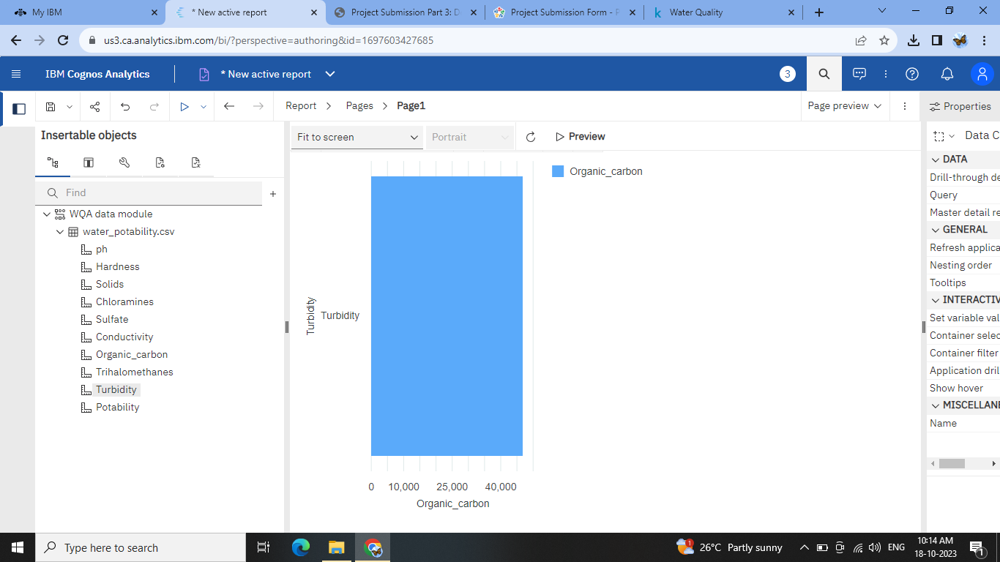 My IBM
* New active report
Project Submission Part 3: D
Project Submission Form - P
Water Quality
us3.ca.analytics.ibm.com/bi/?perspective=authoring&id=1697603427685
IBM Cognos Analytics
* New active report
3
Report
Pages
Page1
Page preview
Properties
Insertable objects
Fit to screen
Portrait
Preview
Data C
Find
WQA data module
water_potability.csv
ph
Hardness
Solids
Chloramines
Sulfate
Conductivity
Organic_carbon
Trihalomethanes
Turbidity
Potability
Organic_carbon
Turbidity
Turbidity
0 10,000 25,000 40,000
Organic_carbon
DATA
Drill-through de
Query
Master detail re
GENERAL
Refresh applica
Nesting order
Tooltips
INTERACTIV
Set variable val
Container selec
Container filter
Application dril
Show hover
MISCELLANE
Name
Type here to search
1
26°C Partly sunny
ENG
10:14 AM
18-10-2023
1